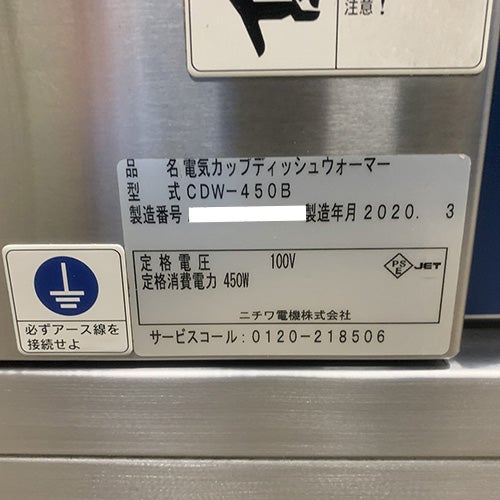 注意！
品 名 電気カップディッシュウォーマー
型 式 CDW-450B
製造番号 製造年月 2020. 3
定格電圧 100V
定格消費電力 450W
PSE JET
ニチワ電機株式会社
サービスコール:0120-218506
必ずアース線を
接続せよ